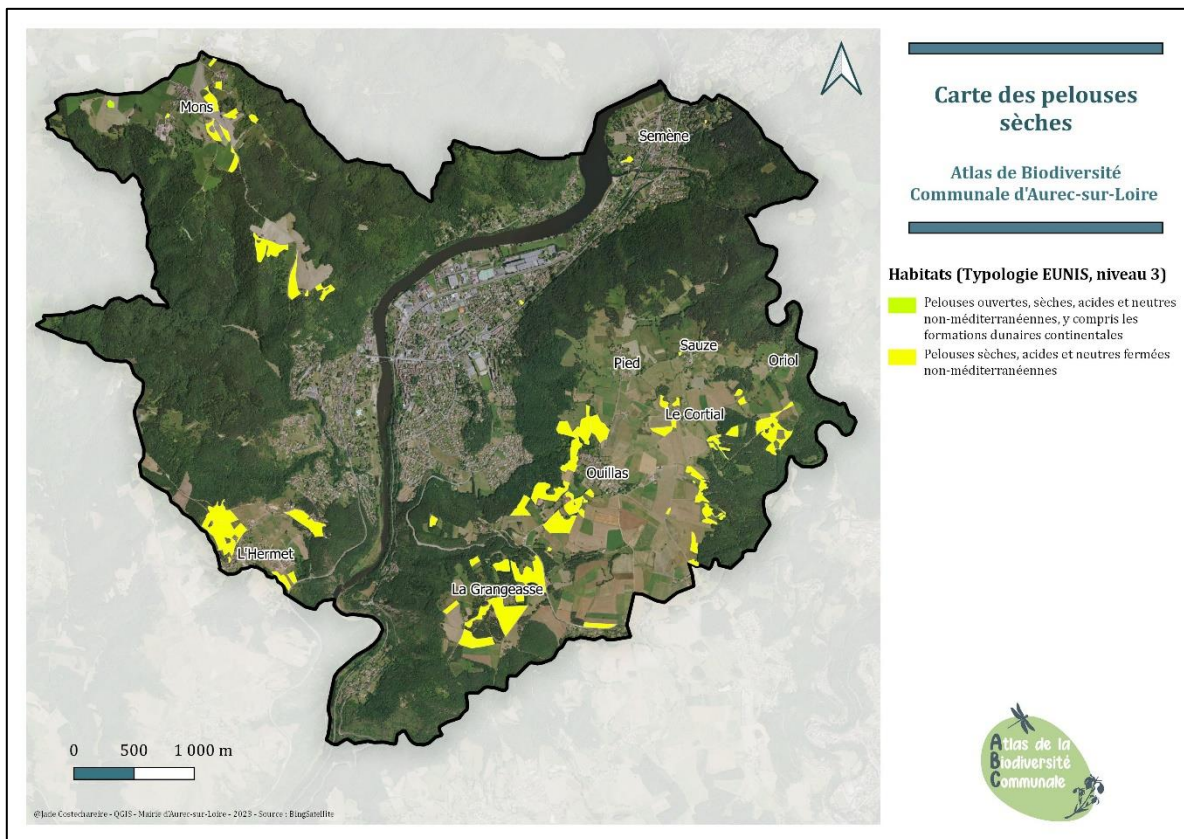 Carte des pelouses
sèches
Atlas de Biodiversité
Communale d'Aurec-sur-Loire
Habitats (Typologie EUNIS, niveau 3)
Pelouses ouvertes, sèches, acides et neutres
non-méditerranéennes, y compris les
formations dunaires continentales
Pelouses sèches, acides et neutres fermées
non-méditerranéennes
Mons
Semène
Sauze
Pied
Oriol
Le Cortial
Ouillas
L'Hermet
La Grangeasse
0 500 1 000 m
@Jade Costechareire - QGIS - Mairie d'Aurec-sur-Loire - 2023 - Source : BingSatellite
Atlas de la
Biodiversité
Communale